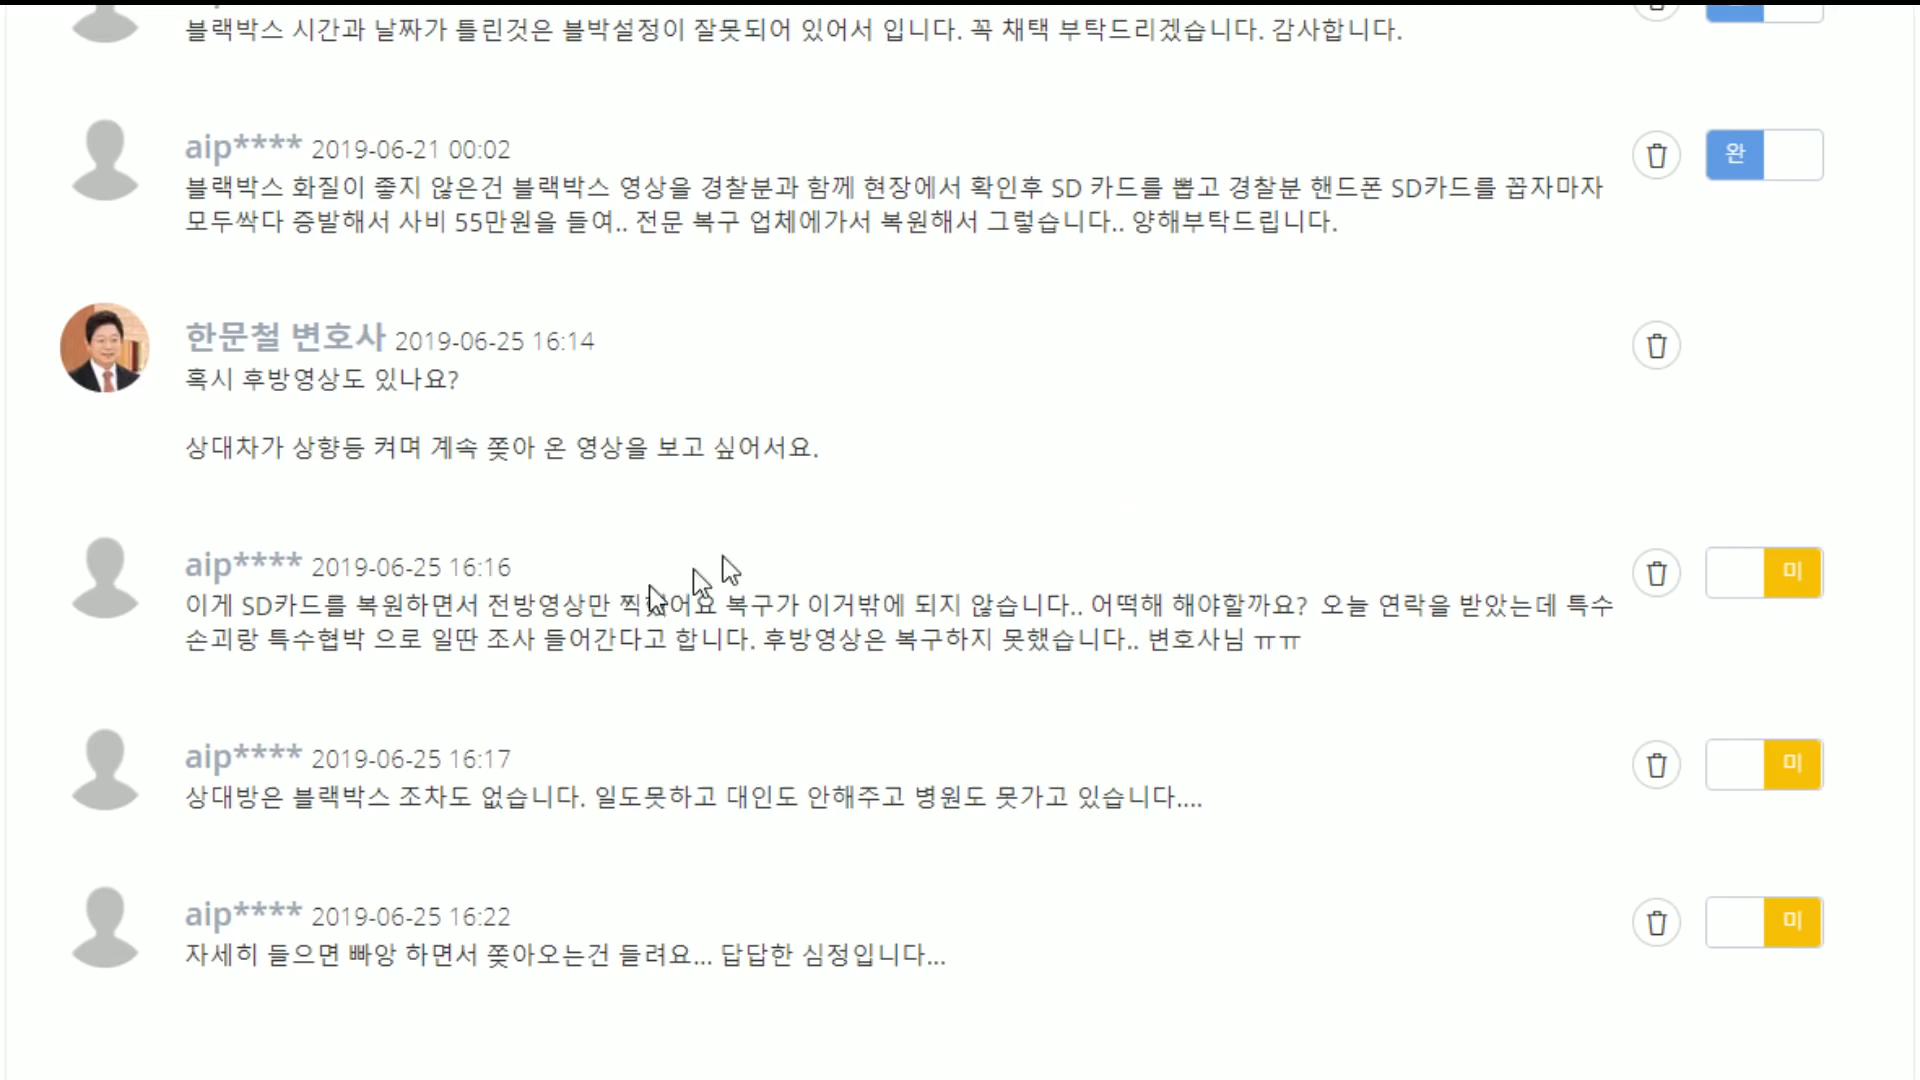 블랙박스 시간과 날짜가 틀린것은 블박설정이 잘못되어 있어서 입니다. 꼭 채택 부탁드리겠습니다. 감사합니다.
aip**** 2019-06-21 00:02
완
블랙박스 화질이 좋지 않은건 블랙박스 영상을 경찰분과 함께 현장에서 확인후 SD 카드를 뽑고 경찰분 핸드폰 SD카드를 꼽자마자
모두싹다 증발해서 사비 55만원을 들여.. 전문 복구 업체에가서 복원해서 그렇습니다.. 양해부탁드립니다.
한문철 변호사 2019-06-25 16:14
혹시 후방영상도 있나요?
상대차가 상향등 켜며 계속 쫓아 온 영상을 보고 싶어서요.
aip**** 2019-06-25 16:16
미
이게 SD카드를 복원하면서 전방영상만 복구가 이거밖에 되지 않습니다.. 어떡해 해야할까요? 오늘 연락을 받았는데 특수
손괴랑 특수협박 으로 일딴 조사 들어간다고 합니다. 후방영상은 복구하지 못했습니다.. 변호사님 ㅠㅠ
aip**** 2019-06-25 16:17
미
상대방은 블랙박스 조차도 없습니다. 일도못하고 대인도 안해주고 병원도 못가고 있습니다....
aip**** 2019-06-25 16:22
미
자세히 들으면 빠앙 하면서 쫒아오는건 들려요... 답답한 심정입니다...